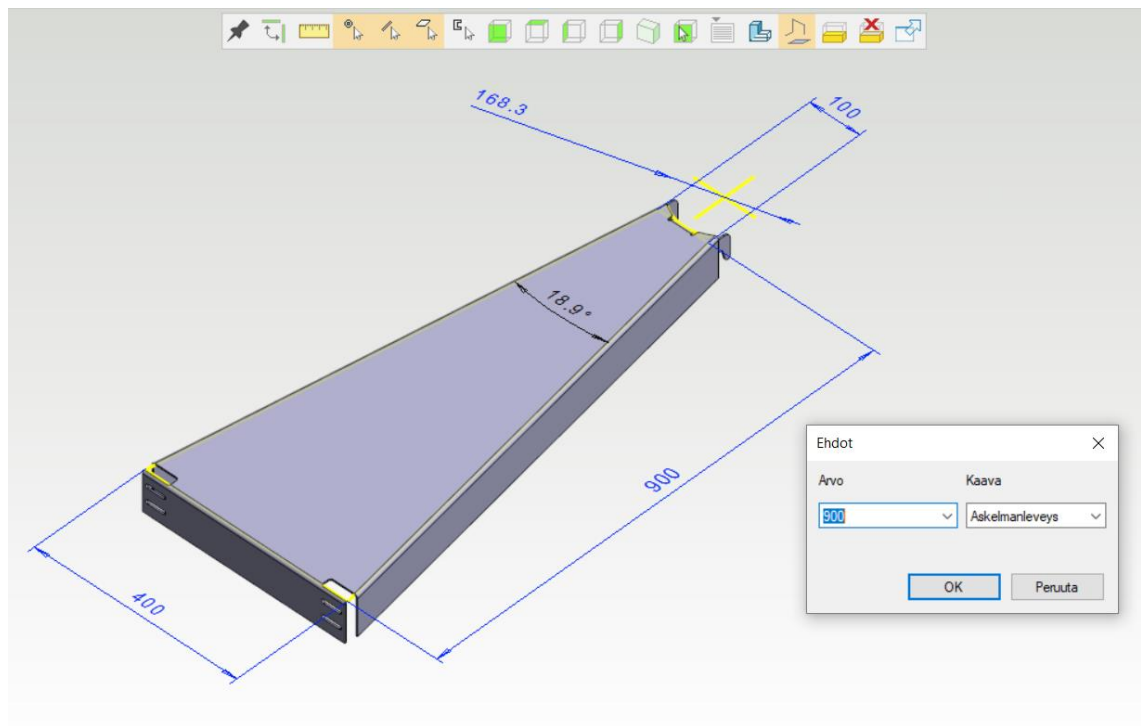 168.3
100
18.9°
900
400
Ehdot
Arvo Kaava
900 Askelmanleveys
OK Peruuta